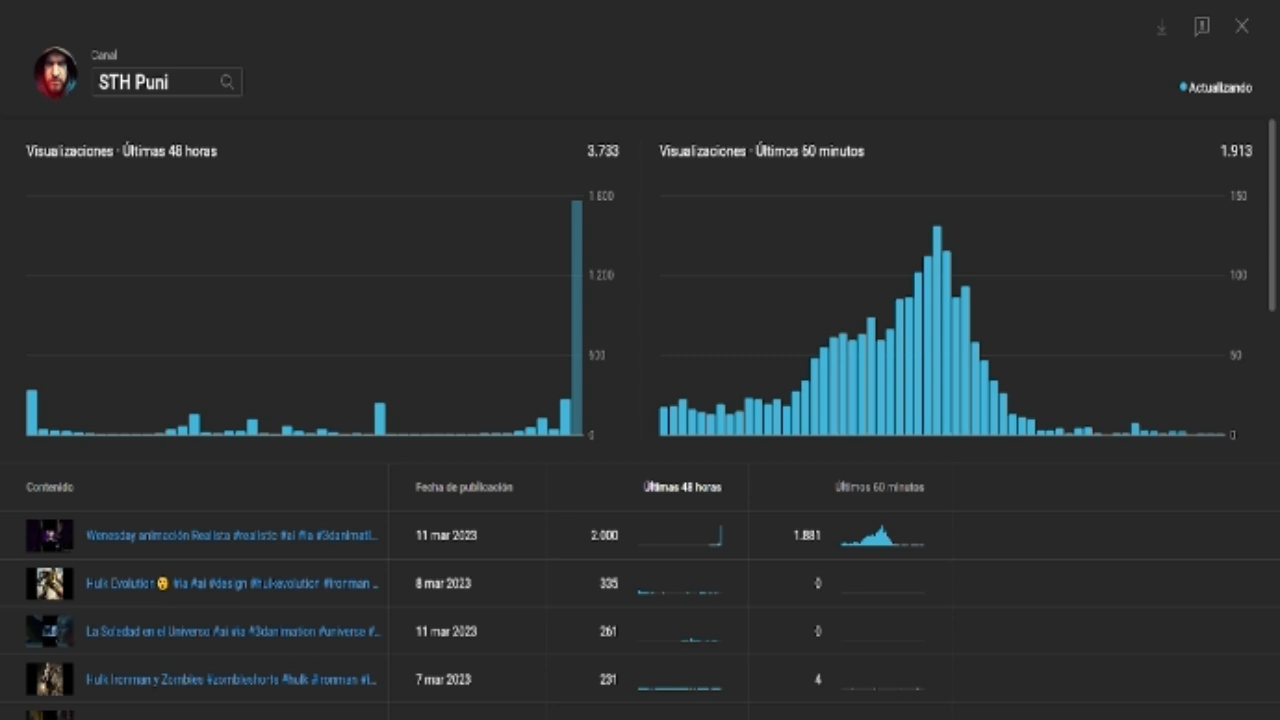 Canal
STH Puni
Actualizando
Visualizaciones · Últimas 48 horas 3.733
Visualizaciones · Últimos 60 minutos 1.913
1 200
0
150
100
50
0
Contenido Fecha de publicación Últimas 48 horas Últimos 60 minutos
Wenesday animación Realista #realistic #ai #ia #3danimati... 11 mar 2023 2.000 1.881
Hulk Evolution😲 #ia #ai #design #hulkevolution #ironman ... 8 mar 2023 335 0
La Soledad en el Universo #ai #ia #3danimation #universe #... 11 mar 2023 261 0
Hulk Ironman y Zombies #zombieshorts #hulk #ironman #i... 7 mar 2023 231 4